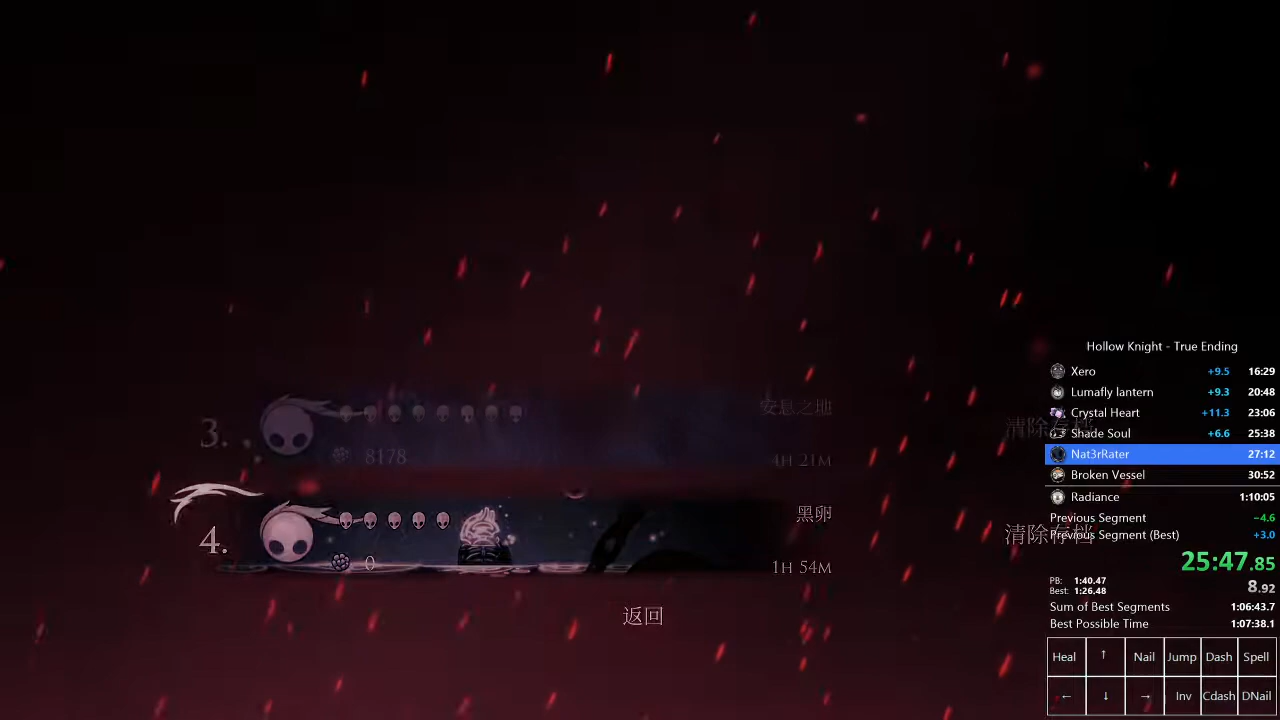 3.
安息之地
8178
1H 21M
清除存档
4.
黑卵
0
1H 54M
清除存档
返回
Hollow Knight - True Ending
Xero +9.5 16:29
Lumafly lantern +9.3 20:48
Crystal Heart +11.3 23:06
Shade Soul +6.6 25:38
Nat3rRater 27:12
Broken Vessel 30:52
Radiance 1:10:05
Previous Segment −4.6
Previous Segment (Best) +3.0
25:47.85
PB: 1:40.47
Best: 1:26.48
8.92
Sum of Best Segments 1:06:43.7
Best Possible Time 1:07:38.1
Heal ↑ Nail Jump Dash Spell
← ↓ → Inv Cdash DNail